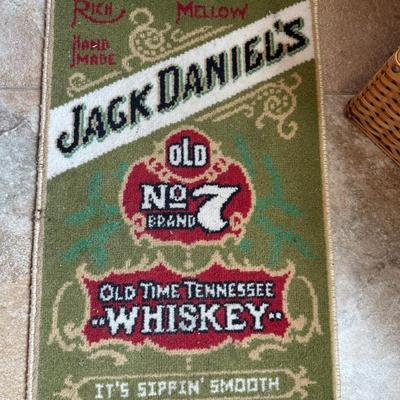 RICH MELLOW
HAND
MADE
JACK DANIEL'S
OLD
No 7
BRAND
OLD TIME TENNESSEE
WHISKEY
IT'S SIPPIN' SMOOTH